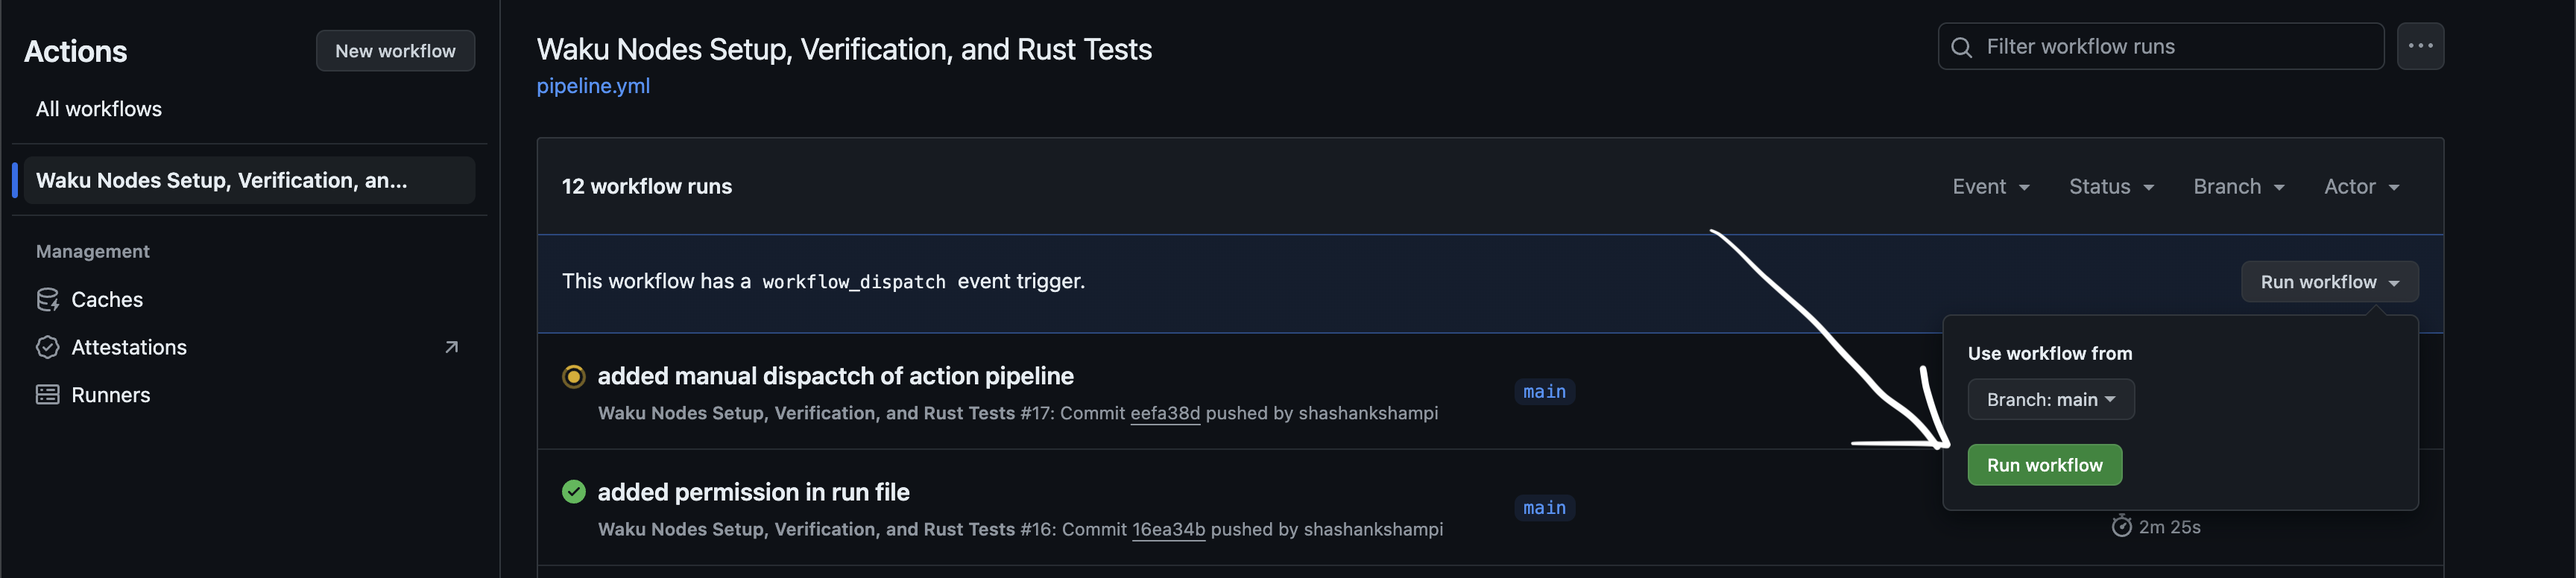 Actions
New workflow
All workflows
Waku Nodes Setup, Verification, an...
Management
Caches
Attestations
Runners
Waku Nodes Setup, Verification, and Rust Tests
pipeline.yml
Filter workflow runs
12 workflow runs
Event
Status
Branch
Actor
This workflow has a workflow_dispatch event trigger.
Run workflow
Use workflow from
Branch: main
Run workflow
added manual dispactch of action pipeline
Waku Nodes Setup, Verification, and Rust Tests #17: Commit eefa38d pushed by shashankshampi
main
added permission in run file
Waku Nodes Setup, Verification, and Rust Tests #16: Commit 16ea34b pushed by shashankshampi
main
2m 25s